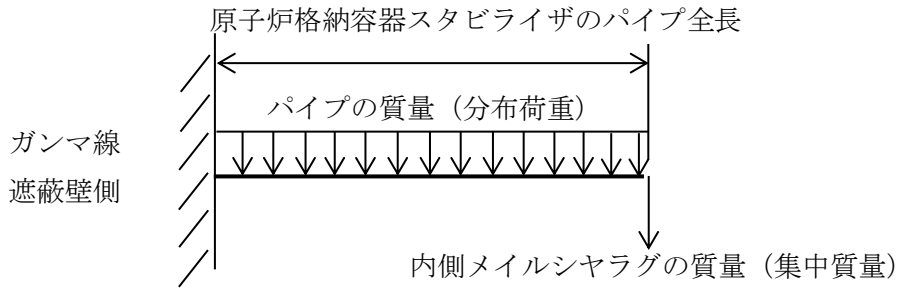 原子炉格納容器スタビライザのパイプ全長
パイプの質量（分布荷重）
ガンマ線
遮蔽壁側
内側メイルシヤラグの質量（集中質量）